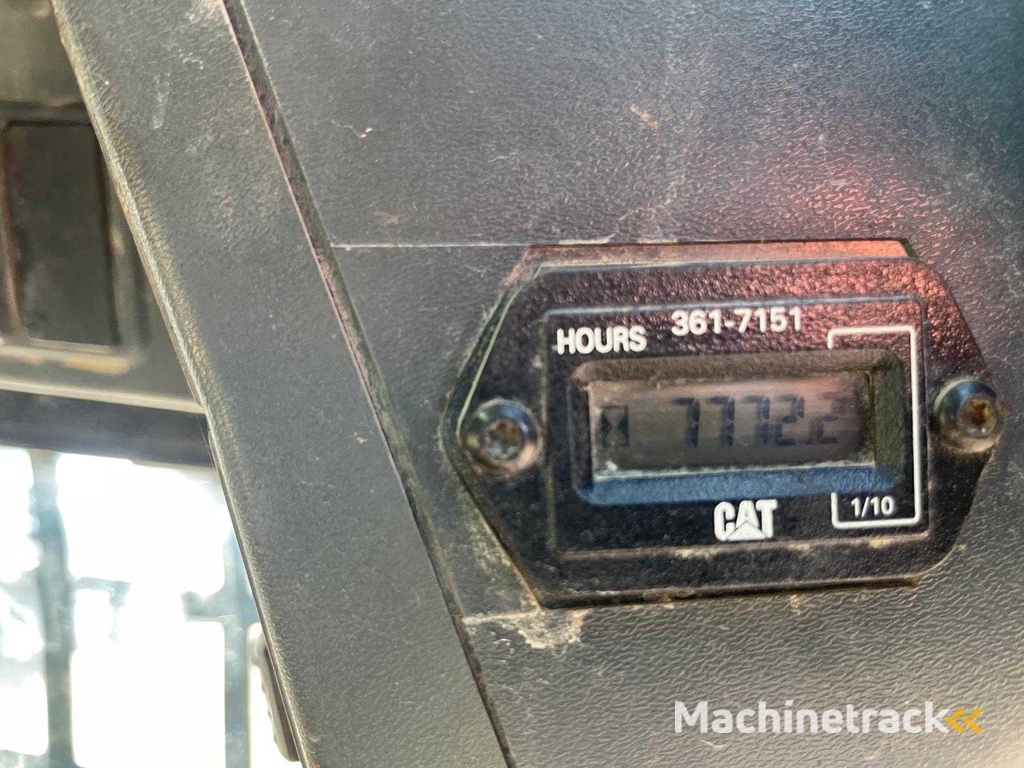 HOURS 361-7151
7772.2
CAT
1/10
Machinetrack